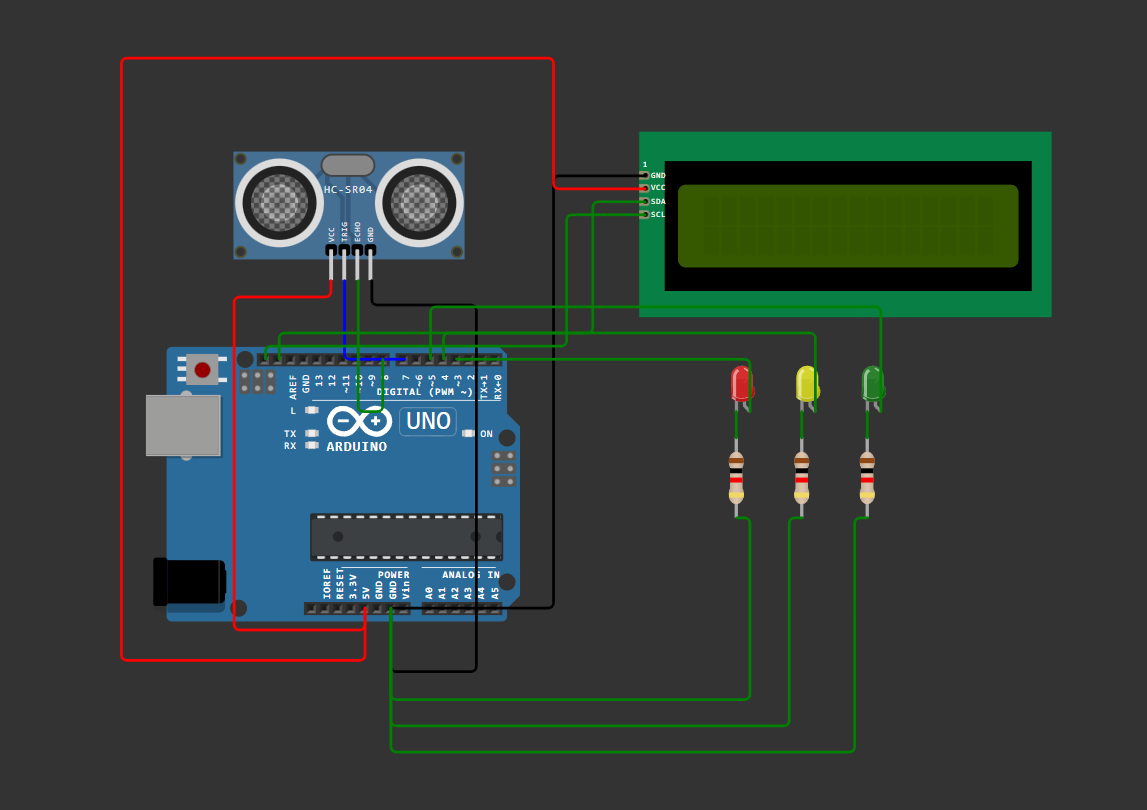 1
GND
VCC
SDA
SCL
HC-SR04
VCC
TRIG
ECHO
GND
AREF
GND
13
12
~11
~10
~9
8
7
~6
~5
4
~3
2
TX→1
RX←0
DIGITAL (PWM ~)
L
TX
RX
UNO
ON
ARDUINO
POWER
ANALOG IN
IOREF
RESET
3.3V
5V
GND
GND
Vin
A0
A1
A2
A3
A4
A5